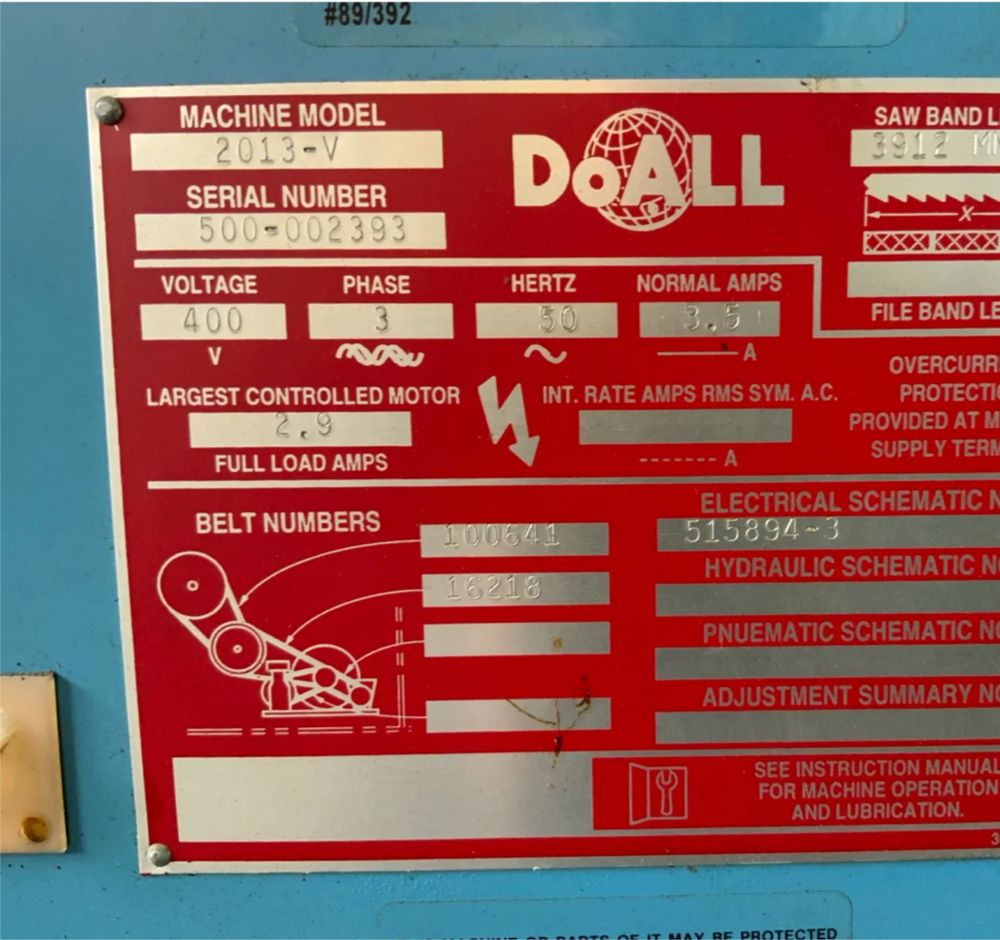 #89/392
MACHINE MODEL
2013-V
SERIAL NUMBER
500-002393
DoALL
SAW BAND L
3912 MM
X
FILE BAND LE
VOLTAGE
400
V
PHASE
3
HERTZ
50
NORMAL AMPS
3.5
A
LARGEST CONTROLLED MOTOR
2.9
FULL LOAD AMPS
INT. RATE AMPS RMS SYM. A.C.
A
OVERCURR
PROTECTI
PROVIDED AT M
SUPPLY TERM
BELT NUMBERS
100641
16218
ELECTRICAL SCHEMATIC N
515894-3
HYDRAULIC SCHEMATIC NO
PNUEMATIC SCHEMATIC NO
ADJUSTMENT SUMMARY NO
SEE INSTRUCTION MANUAL
FOR MACHINE OPERATION
AND LUBRICATION.
3
MACHINE OR PARTS OF IT MAY BE PROTECTED